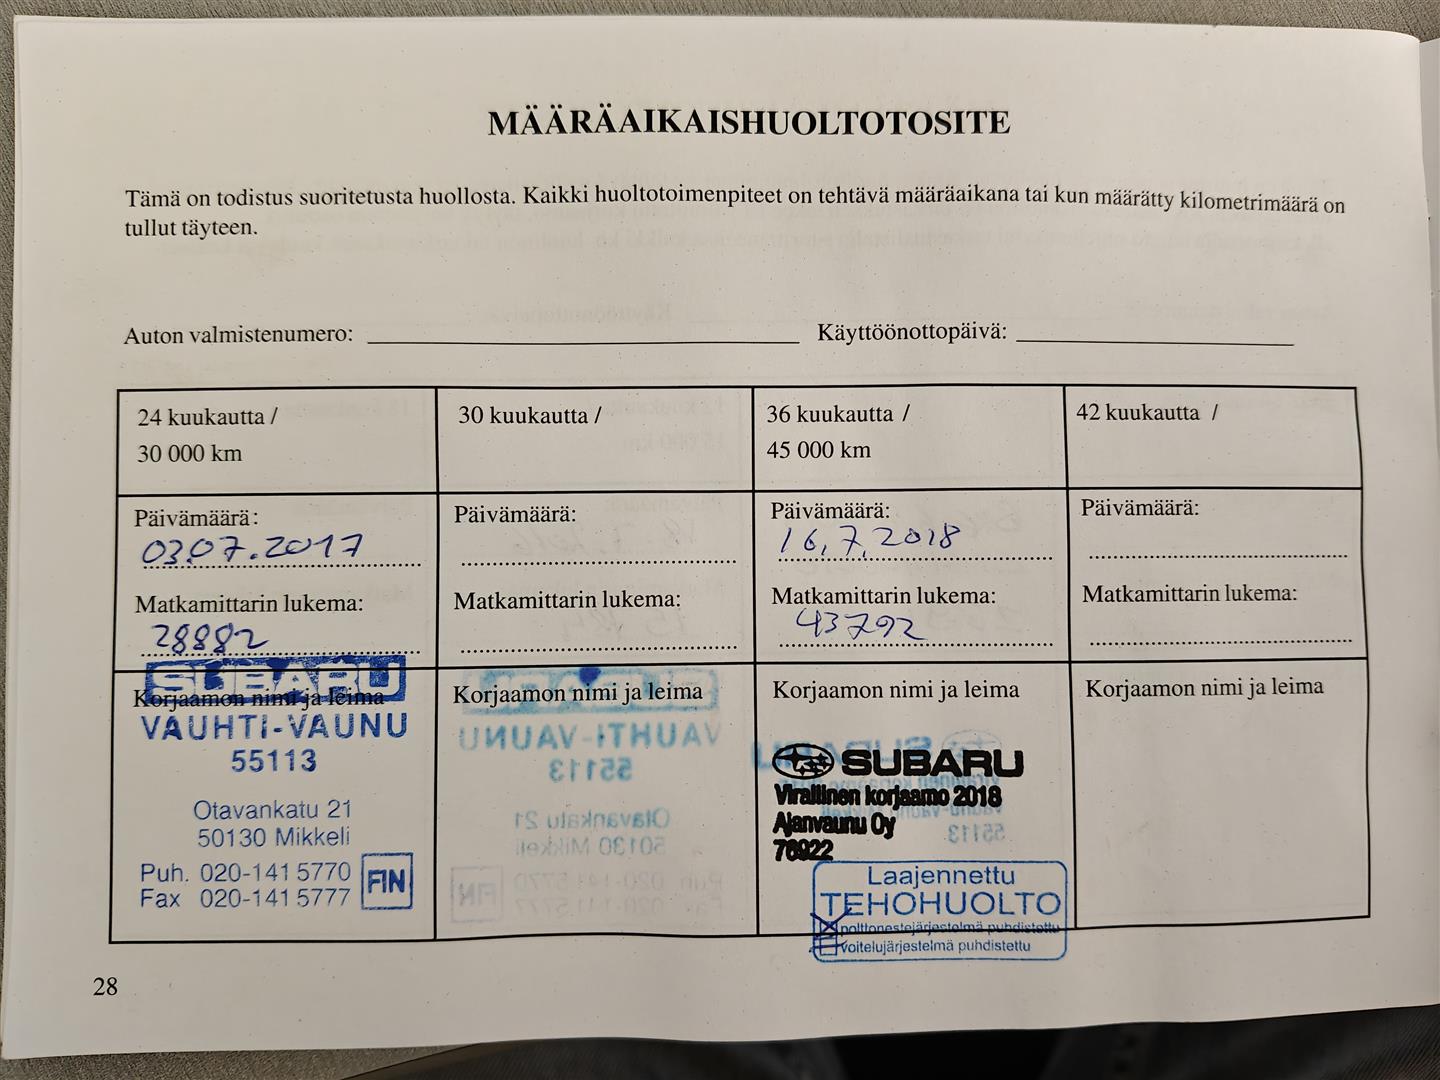 MÄÄRÄAIKAISHUOLTOTOSITE
Tämä on todistus suoritetusta huollosta. Kaikki huoltotoimenpiteet on tehtävä määräaikana tai kun määrätty kilometrimäärä on
tullut täyteen.
Auton valmistenumero:
Käyttöönottopäivä:
24 kuukautta /
30 000 km
30 kuukautta /
36 kuukautta /
45 000 km
42 kuukautta /
Päivämäärä:
03.07.2017
Päivämäärä:
Päivämäärä:
16.7.2018
Päivämäärä:
Matkamittarin lukema:
28882
Matkamittarin lukema:
Matkamittarin lukema:
43792
Matkamittarin lukema:
Korjaamon nimi ja leima
SUBARU
VAUHTI-VAUNU
55113
Otavankatu 21
50130 Mikkeli
Puh. 020-141 5770
Fax 020-141 5777
FIN
Korjaamon nimi ja leima
Korjaamon nimi ja leima
SUBARU
Virallinen korjaamo 2018
Ajanvaunu Oy
76922
Laajennettu
TEHOHUOLTO
polttonestejärjestelmä puhdistettu
voitelujärjestelmä puhdistettu
Korjaamon nimi ja leima
28